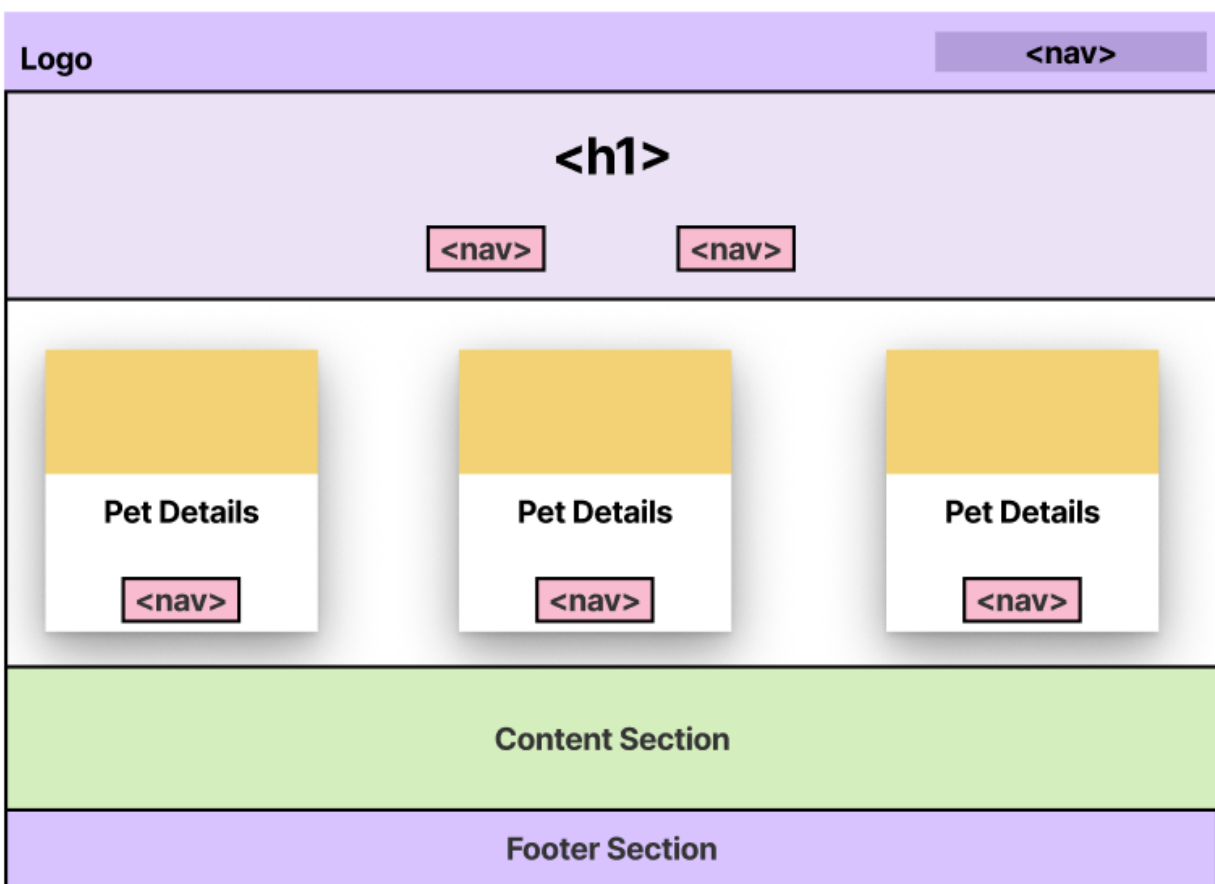 Logo
<nav>
<h1>
<nav> <nav>
Pet Details Pet Details Pet Details
<nav> <nav> <nav>
Content Section
Footer Section